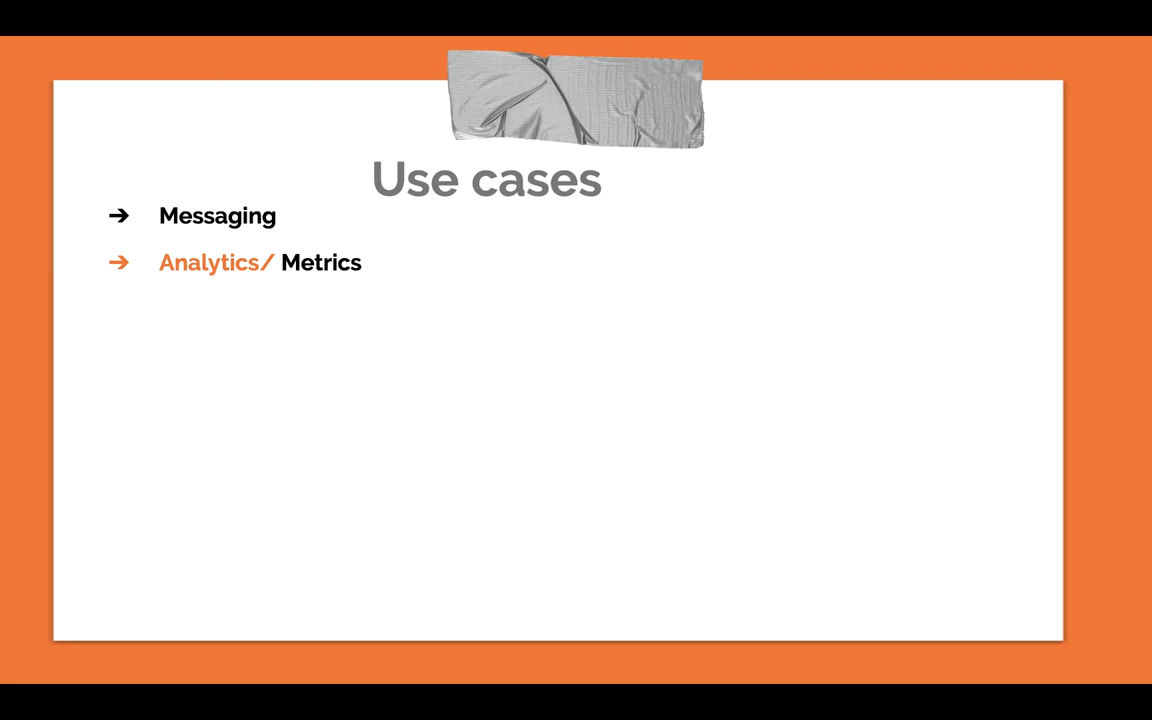 Use cases
➔ Messaging
➔ Analytics/ Metrics